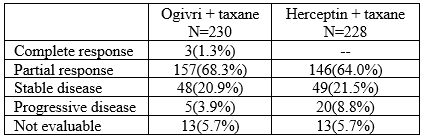 Ogivri + taxane Herceptin + taxane
N=230 N=228
Complete response 3(1.3%) --
Partial response 157(68.3%) 146(64.0%)
Stable disease 48(20.9%) 49(21.5%)
Progressive disease 5(3.9%) 20(8.8%)
Not evaluable 13(5.7%) 13(5.7%)